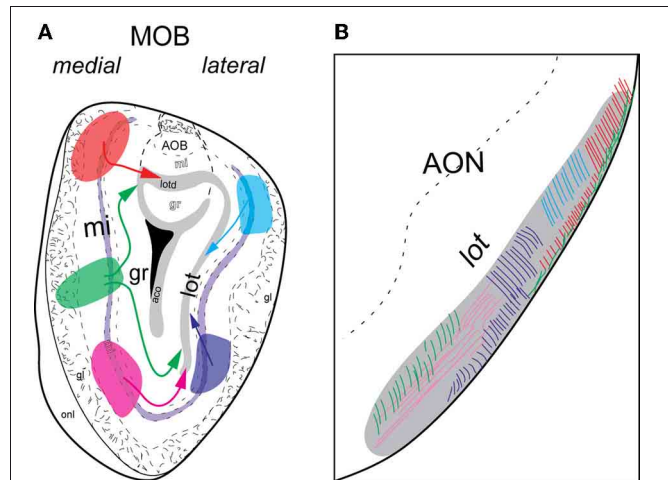 A
MOB
medial
lateral
AOB
mi
lotd
gr
mi
gr
aco
lot
gl
gl
onl
B
AON
lot